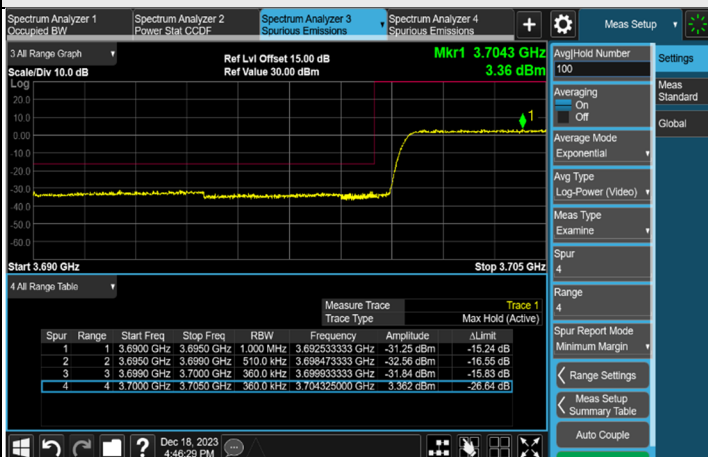 Spectrum Analyzer 1
Occupied BW
Spectrum Analyzer 2
Power Stat CCDF
Spectrum Analyzer 3
Spurious Emissions
Spectrum Analyzer 4
Spurious Emissions
+
Meas Setup
3 All Range Graph
Scale/Div 10.0 dB
Ref Lvl Offset 15.00 dB
Ref Value 30.00 dBm
Mkr1 3.7043 GHz
3.36 dBm
Log
20.0
10.0
0.00
-10.0
-20.0
-30.0
-40.0
-50.0
-60.0
1
Start 3.690 GHz
Stop 3.705 GHz
4 All Range Table
Measure Trace Trace 1
Trace Type Max Hold (Active)
Spur Range Start Freq Stop Freq RBW Frequency Amplitude ΔLimit
1 1 3.6900 GHz 3.6950 GHz 1.000 MHz 3.692533333 GHz -31.25 dBm -15.24 dB
2 2 3.6950 GHz 3.6990 GHz 510.0 kHz 3.698473333 GHz -32.56 dBm -16.55 dB
3 3 3.6990 GHz 3.7000 GHz 360.0 kHz 3.699933333 GHz -31.84 dBm -15.83 dB
4 4 3.7000 GHz 3.7050 GHz 360.0 kHz 3.704325000 GHz 3.362 dBm -26.64 dB
Avg|Hold Number
100
Averaging
On
Off
Average Mode
Exponential
Avg Type
Log-Power (Video)
Meas Type
Examine
Spur
4
Range
4
Spur Report Mode
Minimum Margin
Range Settings
Meas Setup
Summary Table
Auto Couple
Settings
Meas
Standard
Global
?
Dec 18, 2023
4:46:29 PM